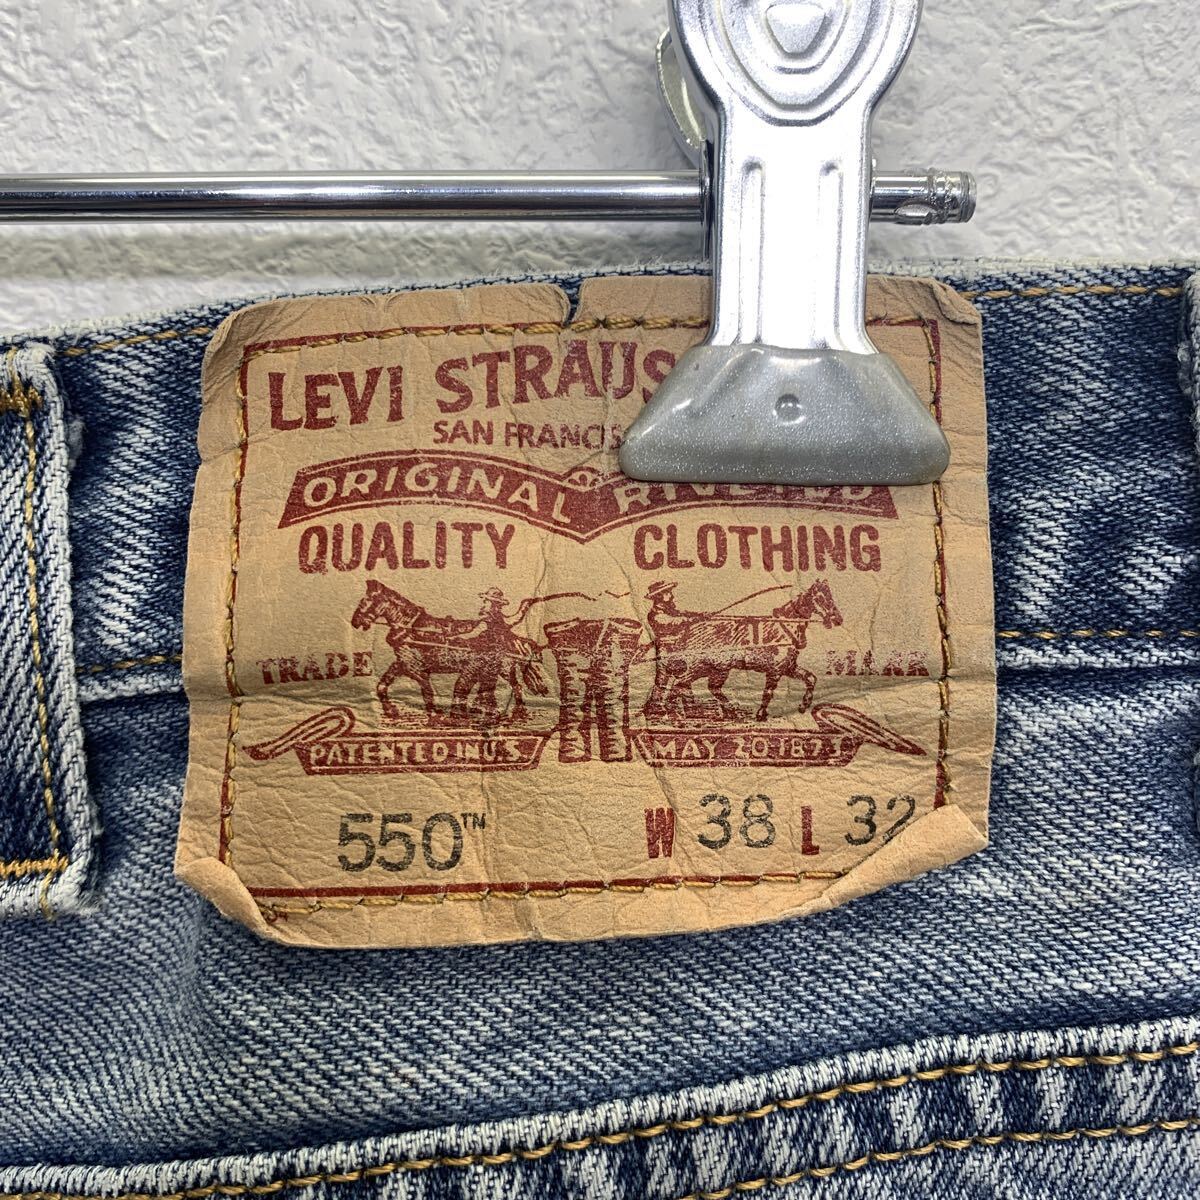 LEVI STRAUS
SAN FRANCIS
ORIGINAL RIVETED
QUALITY CLOTHING
TRADE MARK
PATENTED IN U.S. MAY 20 1873
550™ W 38 L 32